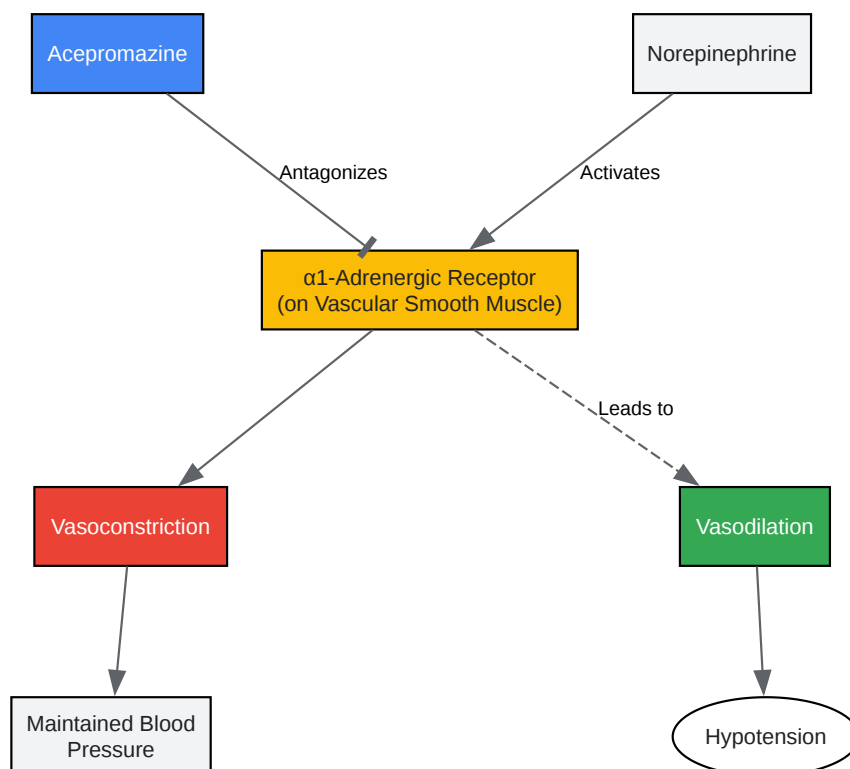 Acepromazine
Norepinephrine
Antagonizes
Activates
α1-Adrenergic Receptor
(on Vascular Smooth Muscle)
Leads to
Vasoconstriction
Vasodilation
Maintained Blood
Pressure
Hypotension